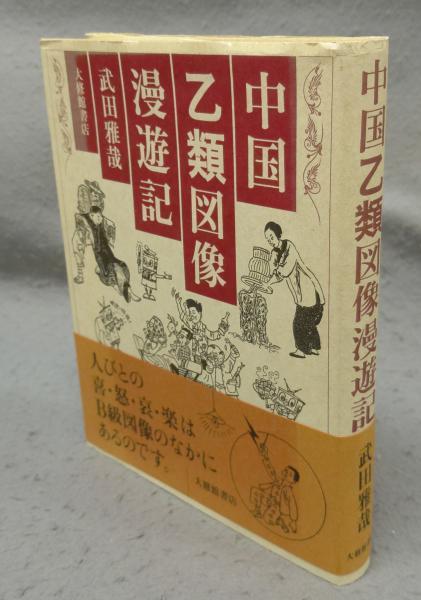 中国
乙類図像
漫遊記
武田雅哉
大修館書店
人びとの
喜・怒・哀・楽は
B級図像のなかに
あるのです。
大修館書店
中国乙類図像漫遊記
武田雅哉
大修館